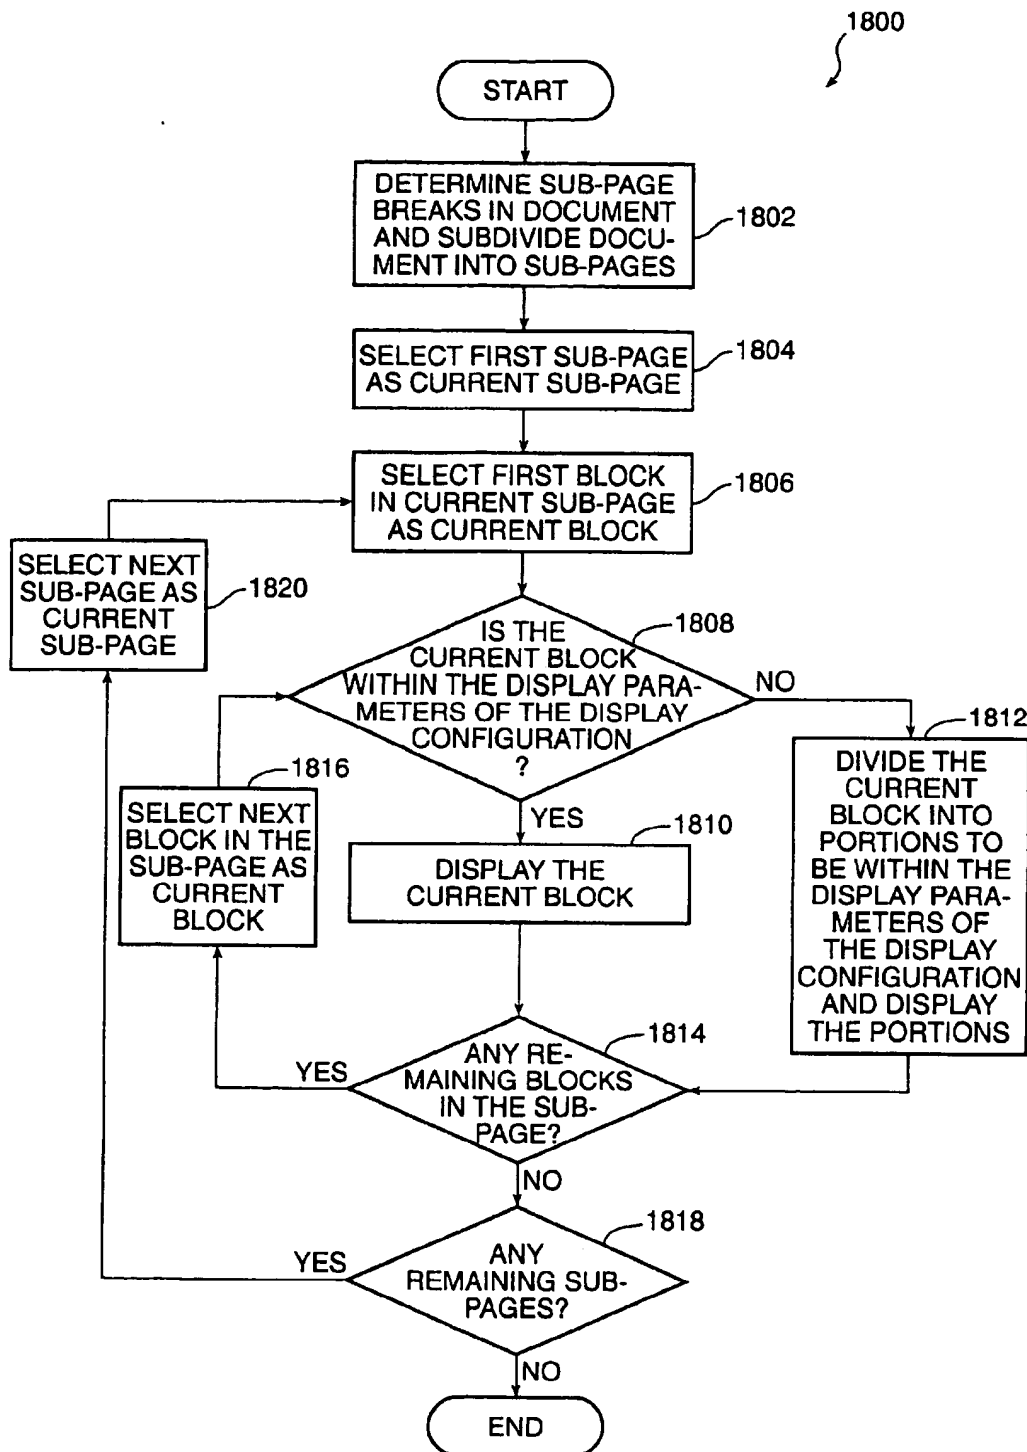 1800
START
DETERMINE SUB-PAGE
BREAKS IN DOCUMENT
AND SUBDIVIDE DOCU-
MENT INTO SUB-PAGES
1802
SELECT FIRST SUB-PAGE
AS CURRENT SUB-PAGE
1804
SELECT FIRST BLOCK
IN CURRENT SUB-PAGE
AS CURRENT BLOCK
1806
SELECT NEXT
SUB-PAGE AS
CURRENT
SUB-PAGE
1820
IS THE
CURRENT BLOCK
WITHIN THE DISPLAY PARA-
METERS OF THE DISPLAY
CONFIGURATION
?
1808
NO
YES
1812
DIVIDE THE
CURRENT
BLOCK INTO
PORTIONS TO
BE WITHIN THE
DISPLAY PARA-
METERS OF
THE DISPLAY
CONFIGURATION
AND DISPLAY
THE PORTIONS
1816
SELECT NEXT
BLOCK IN THE
SUB-PAGE AS
CURRENT
BLOCK
1810
DISPLAY THE
CURRENT BLOCK
1814
ANY RE-
MAINING BLOCKS
IN THE SUB-
PAGE?
YES
NO
1818
ANY
REMAINING SUB-
PAGES?
YES
NO
END